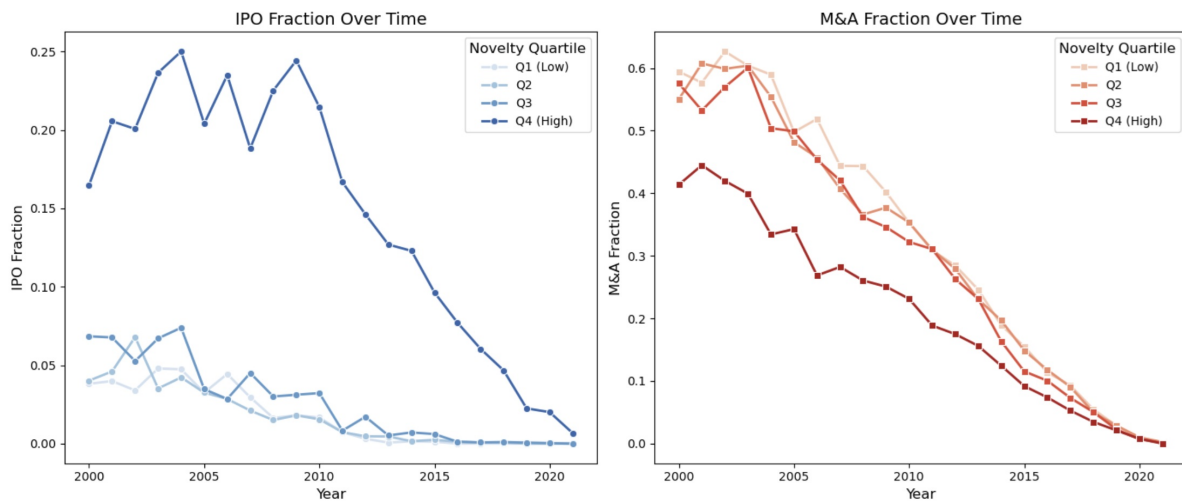 IPO Fraction Over Time
IPO Fraction
0.25
0.20
0.15
0.10
0.05
0.00
2000 2005 2010 2015 2020
Year
Novelty Quartile
Q1 (Low)
Q2
Q3
Q4 (High)
M&A Fraction Over Time
M&A Fraction
0.6
0.5
0.4
0.3
0.2
0.1
0.0
2000 2005 2010 2015 2020
Year
Novelty Quartile
Q1 (Low)
Q2
Q3
Q4 (High)